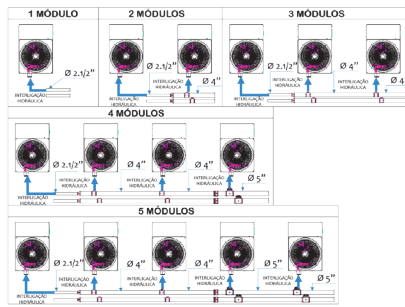 1 MÓDULO
2 MÓDULOS
3 MÓDULOS
Ø 2.1/2”
INTERLIGAÇÃO
HIDRÁULICA
Ø 2.1/2”
Ø 4”
INTERLIGAÇÃO
HIDRÁULICA
INTERLIGAÇÃO
HIDRÁULICA
Ø 2.1/2”
Ø 4”
Ø 4
INTERLIGAÇÃO
HIDRÁULICA
INTERLIGAÇÃO
HIDRÁULICA
INTERLIGAÇÃO
HIDRÁULICA
4 MÓDULOS
Ø 2.1/2”
Ø 4”
Ø 4”
Ø 5”
INTERLIGAÇÃO
HIDRÁULICA
INTERLIGAÇÃO
HIDRÁULICA
INTERLIGAÇÃO
HIDRÁULICA
INTERLIGAÇÃO
HIDRÁULICA
5 MÓDULOS
Ø 2.1/2”
Ø 4”
Ø 4”
Ø 5”
Ø 5”
INTERLIGAÇÃO
HIDRÁULICA
INTERLIGAÇÃO
HIDRÁULICA
INTERLIGAÇÃO
HIDRÁULICA
INTERLIGAÇÃO
HIDRÁULICA
INTERLIGAÇÃO
HIDRÁULICA